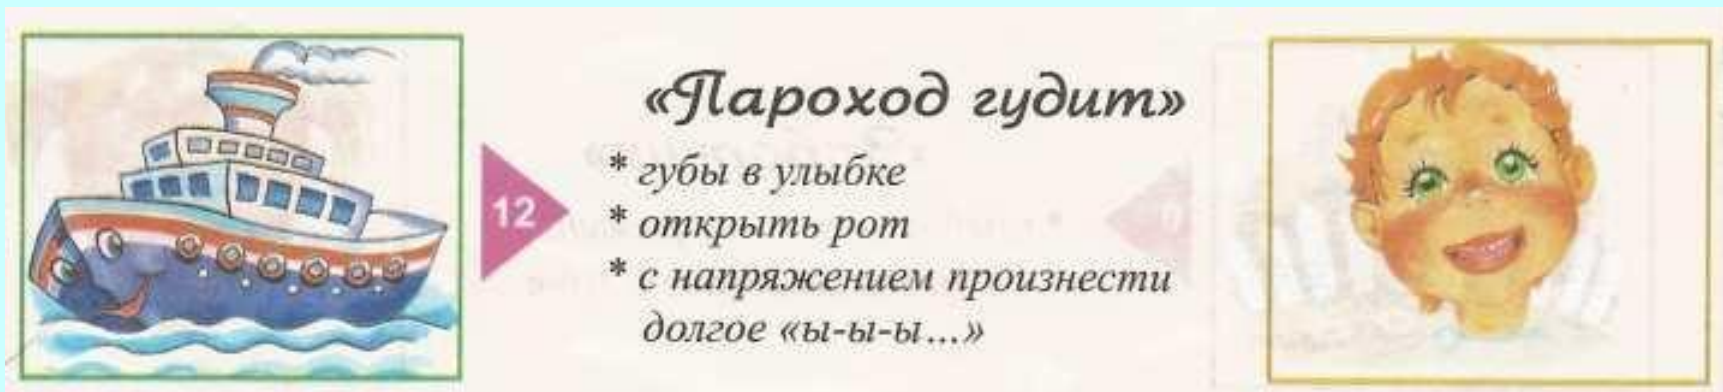 «Пароход гудит»
12
* губы в улыбке
* открыть рот
* с напряжением произнести
долгое «ы-ы-ы...»